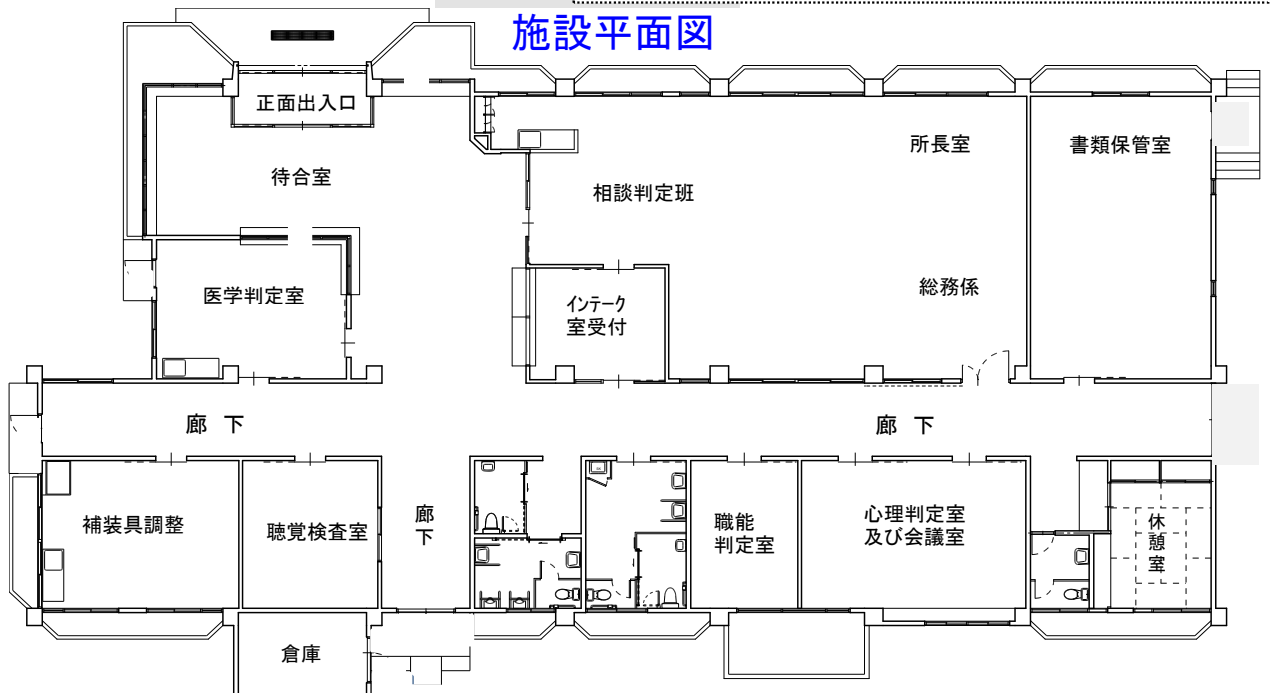 施設平面図
正面出入口
所長室
書類保管室
待合室
相談判定班
医学判定室
インテーク
室受付
総務係
廊 下
廊 下
補装具調整
聴覚検査室
廊
下
職能
判定室
心理判定室
及び会議室
休
憩
室
倉庫